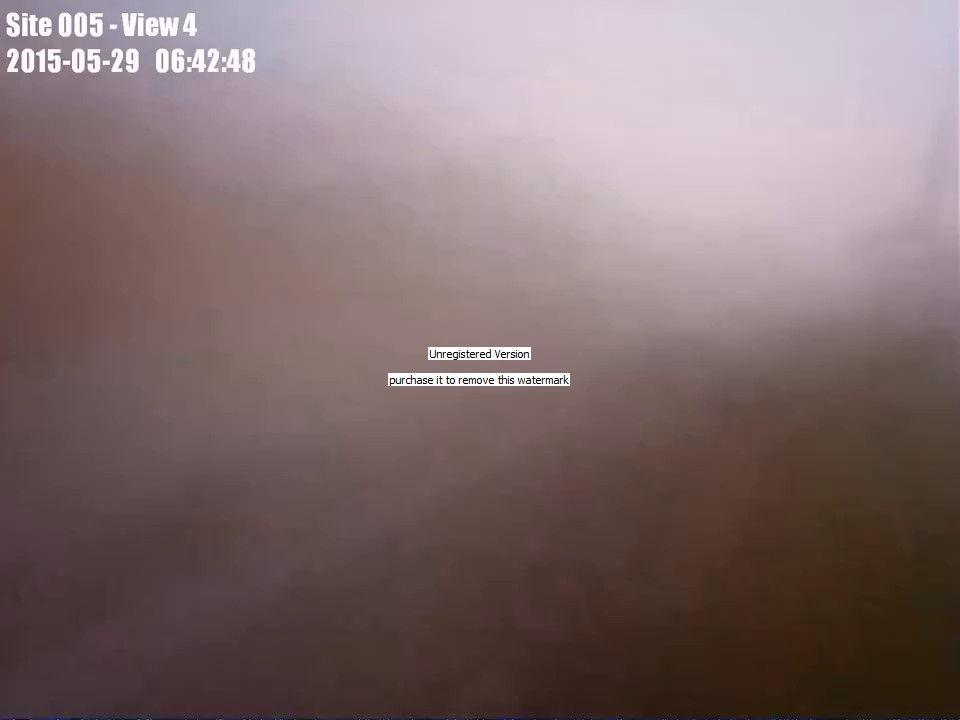 Site 005 - View 4
2015-05-29 06:42:48
Unregistered Version
purchase it to remove this watermark